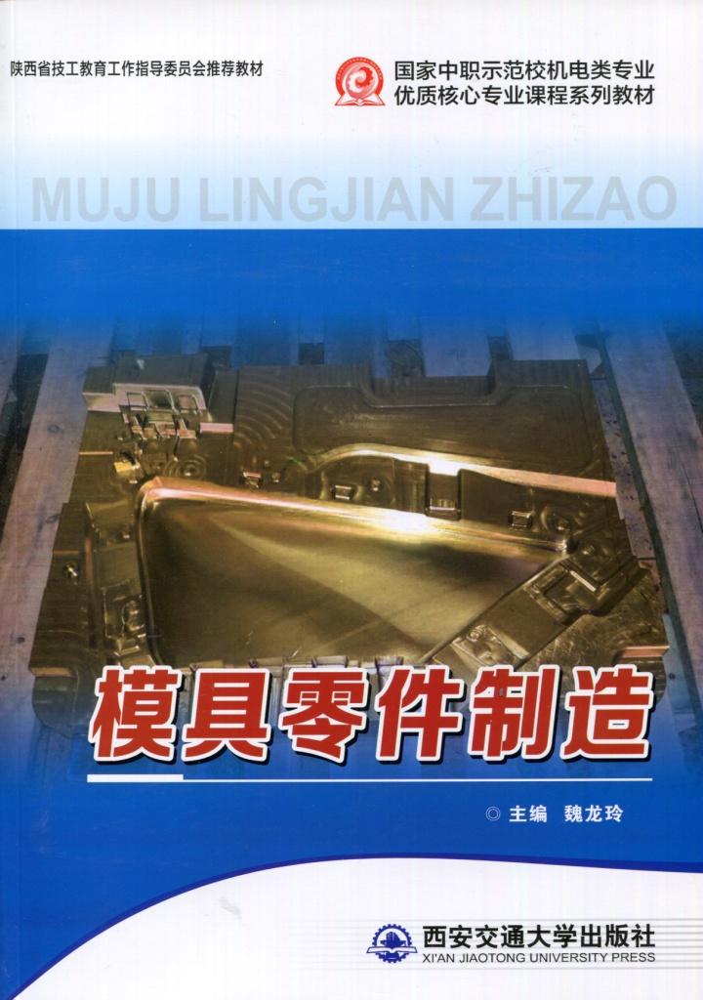 陕西省技工教育工作指导委员会推荐教材
国家中职示范校机电类专业
优质核心专业课程系列教材
MUJU LINGJIAN ZHIZAO
模具零件制造
◎ 主编 魏龙玲
西安交通大学出版社
XI'AN JIAOTONG UNIVERSITY PRESS